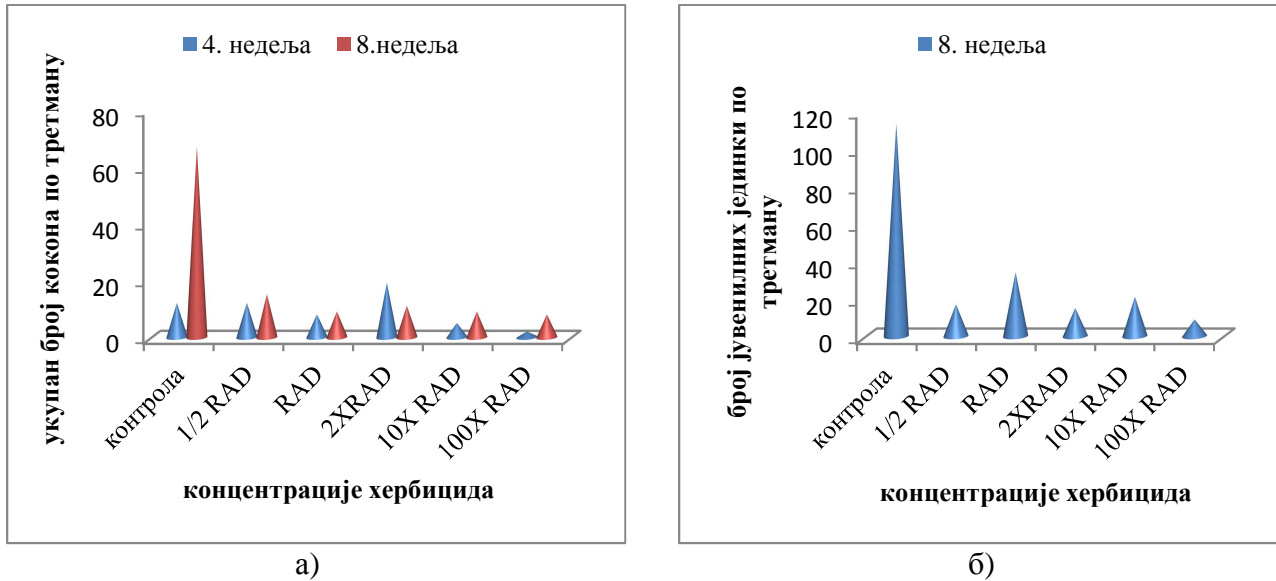 4. недеља 8.недеља
укупан број кокона по третману
80
60
40
20
0
контрола
1/2 RAD
RAD
2XRAD
10X RAD
100X RAD
концентрације хербицида
а)
8. недеља
број јувенилних јединки по
третману
120
100
80
60
40
20
0
контрола
1/2 RAD
RAD
2XRAD
10X RAD
100X RAD
концентрације хербицида
б)